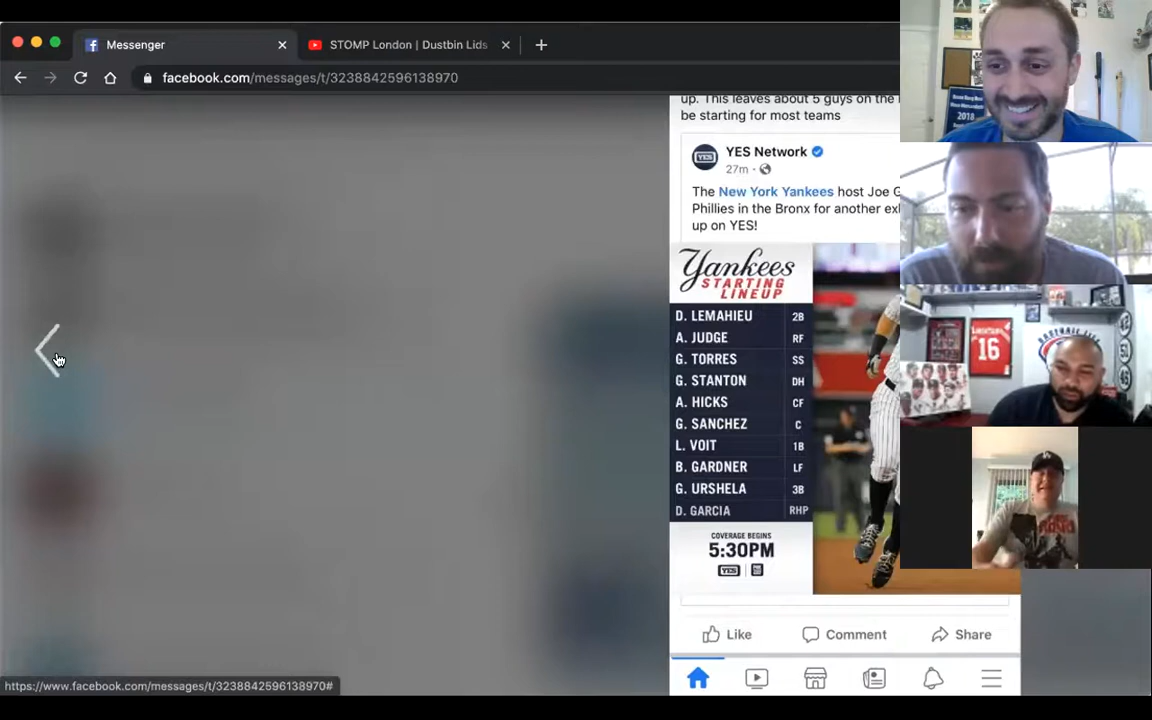 Messenger
STOMP London | Dustbin Lids
facebook.com/messages/t/3238842596138970
up. This leaves about 5 guys on the
be starting for most teams
YES
YES Network
27m
The New York Yankees host Joe G
Phillies in the Bronx for another ex
up on YES!
Yankees
STARTING
LINEUP
D. LEMAHIEU 2B
A. JUDGE RF
G. TORRES SS
G. STANTON DH
A. HICKS CF
G. SANCHEZ C
L. VOIT 1B
B. GARDNER LF
G. URSHELA 3B
D. GARCIA RHP
COVERAGE BEGINS
5:30PM
YES
Like
Comment
Share
https://www.facebook.com/messages/t/3238842596138970#
2018
16
42
51